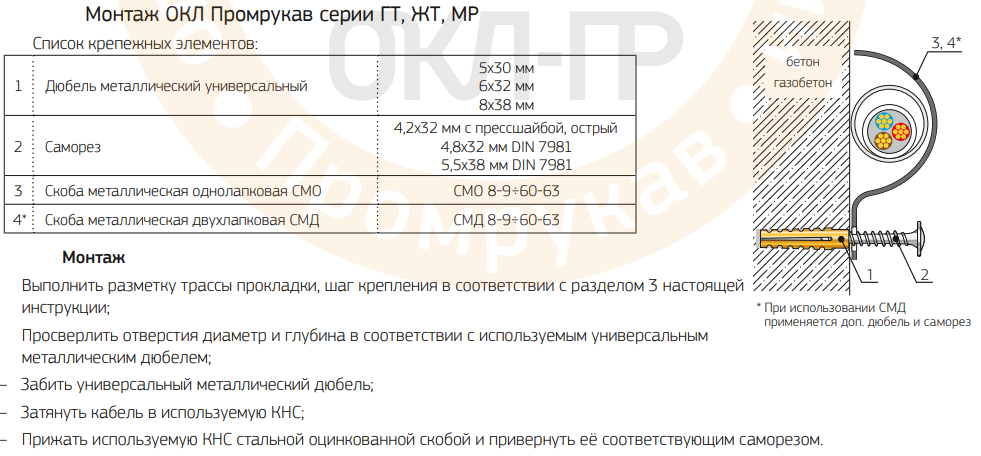 Монтаж ОКЛ Промрукав серии ГТ, ЖТ, МР
Список крепежных элементов:
1 Дюбель металлический универсальный
5х30 мм
6х32 мм
8х38 мм
2 Саморез
4,2х32 мм с прессшайбой, острый
4,8х32 мм DIN 7981
5,5х38 мм DIN 7981
3 Скоба металлическая однолапковая СМО СМО 8-9÷60-63
4* Скоба металлическая двухлапковая СМД СМД 8-9÷60-63
ОКЛ-ГР
Промрукав
бетон
газобетон
3, 4*
1
2
* При использовании СМД
применяется доп. дюбель и саморез
Монтаж
Выполнить разметку трассы прокладки, шаг крепления в соответствии с разделом 3 настоящей
инструкции;
Просверлить отверстия диаметр и глубина в соответствии с используемым универсальным
металлическим дюбелем;
– Забить универсальный металлический дюбель;
– Затянуть кабель в используемую КНС;
– Прижать используемую КНС стальной оцинкованной скобой и привернуть её соответствующим саморезом.